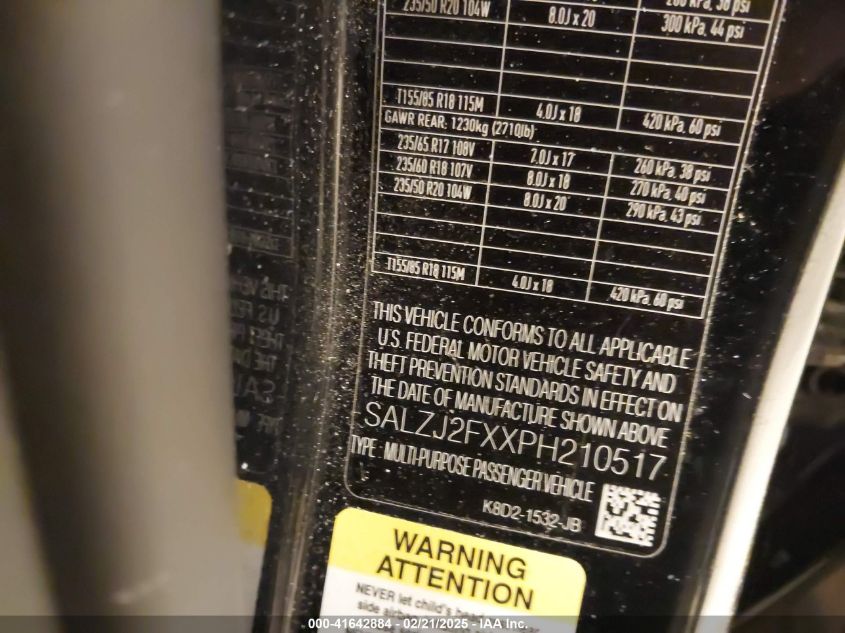 235/50 R20 104W 8.0J x 20 300 kPa, 44 psi
T155/85 R18 115M 4.0J x 18 420 kPa, 60 psi
GAWR REAR: 1230kg (2710lb)
235/65 R17 108V 7.0J x 17 260 kPa, 38 psi
235/60 R18 107V 8.0J x 18 270 kPa, 40 psi
235/50 R20 104W 8.0J x 20 290 kPa, 43 psi
T155/85 R18 115M 4.0J x 18 420 kPa, 60 psi
THIS VEHICLE CONFORMS TO ALL APPLICABLE
U.S. FEDERAL MOTOR VEHICLE SAFETY AND
THEFT PREVENTION STANDARDS IN EFFECT ON
THE DATE OF MANUFACTURE SHOWN ABOVE
SALZJ2FXXPH210517
TYPE : MULTI-PURPOSE PASSENGER VEHICLE
K8D2-1532-JB
WARNING
ATTENTION
NEVER let child's
side
000-41642884 - 02/21/2025 - IAA Inc.